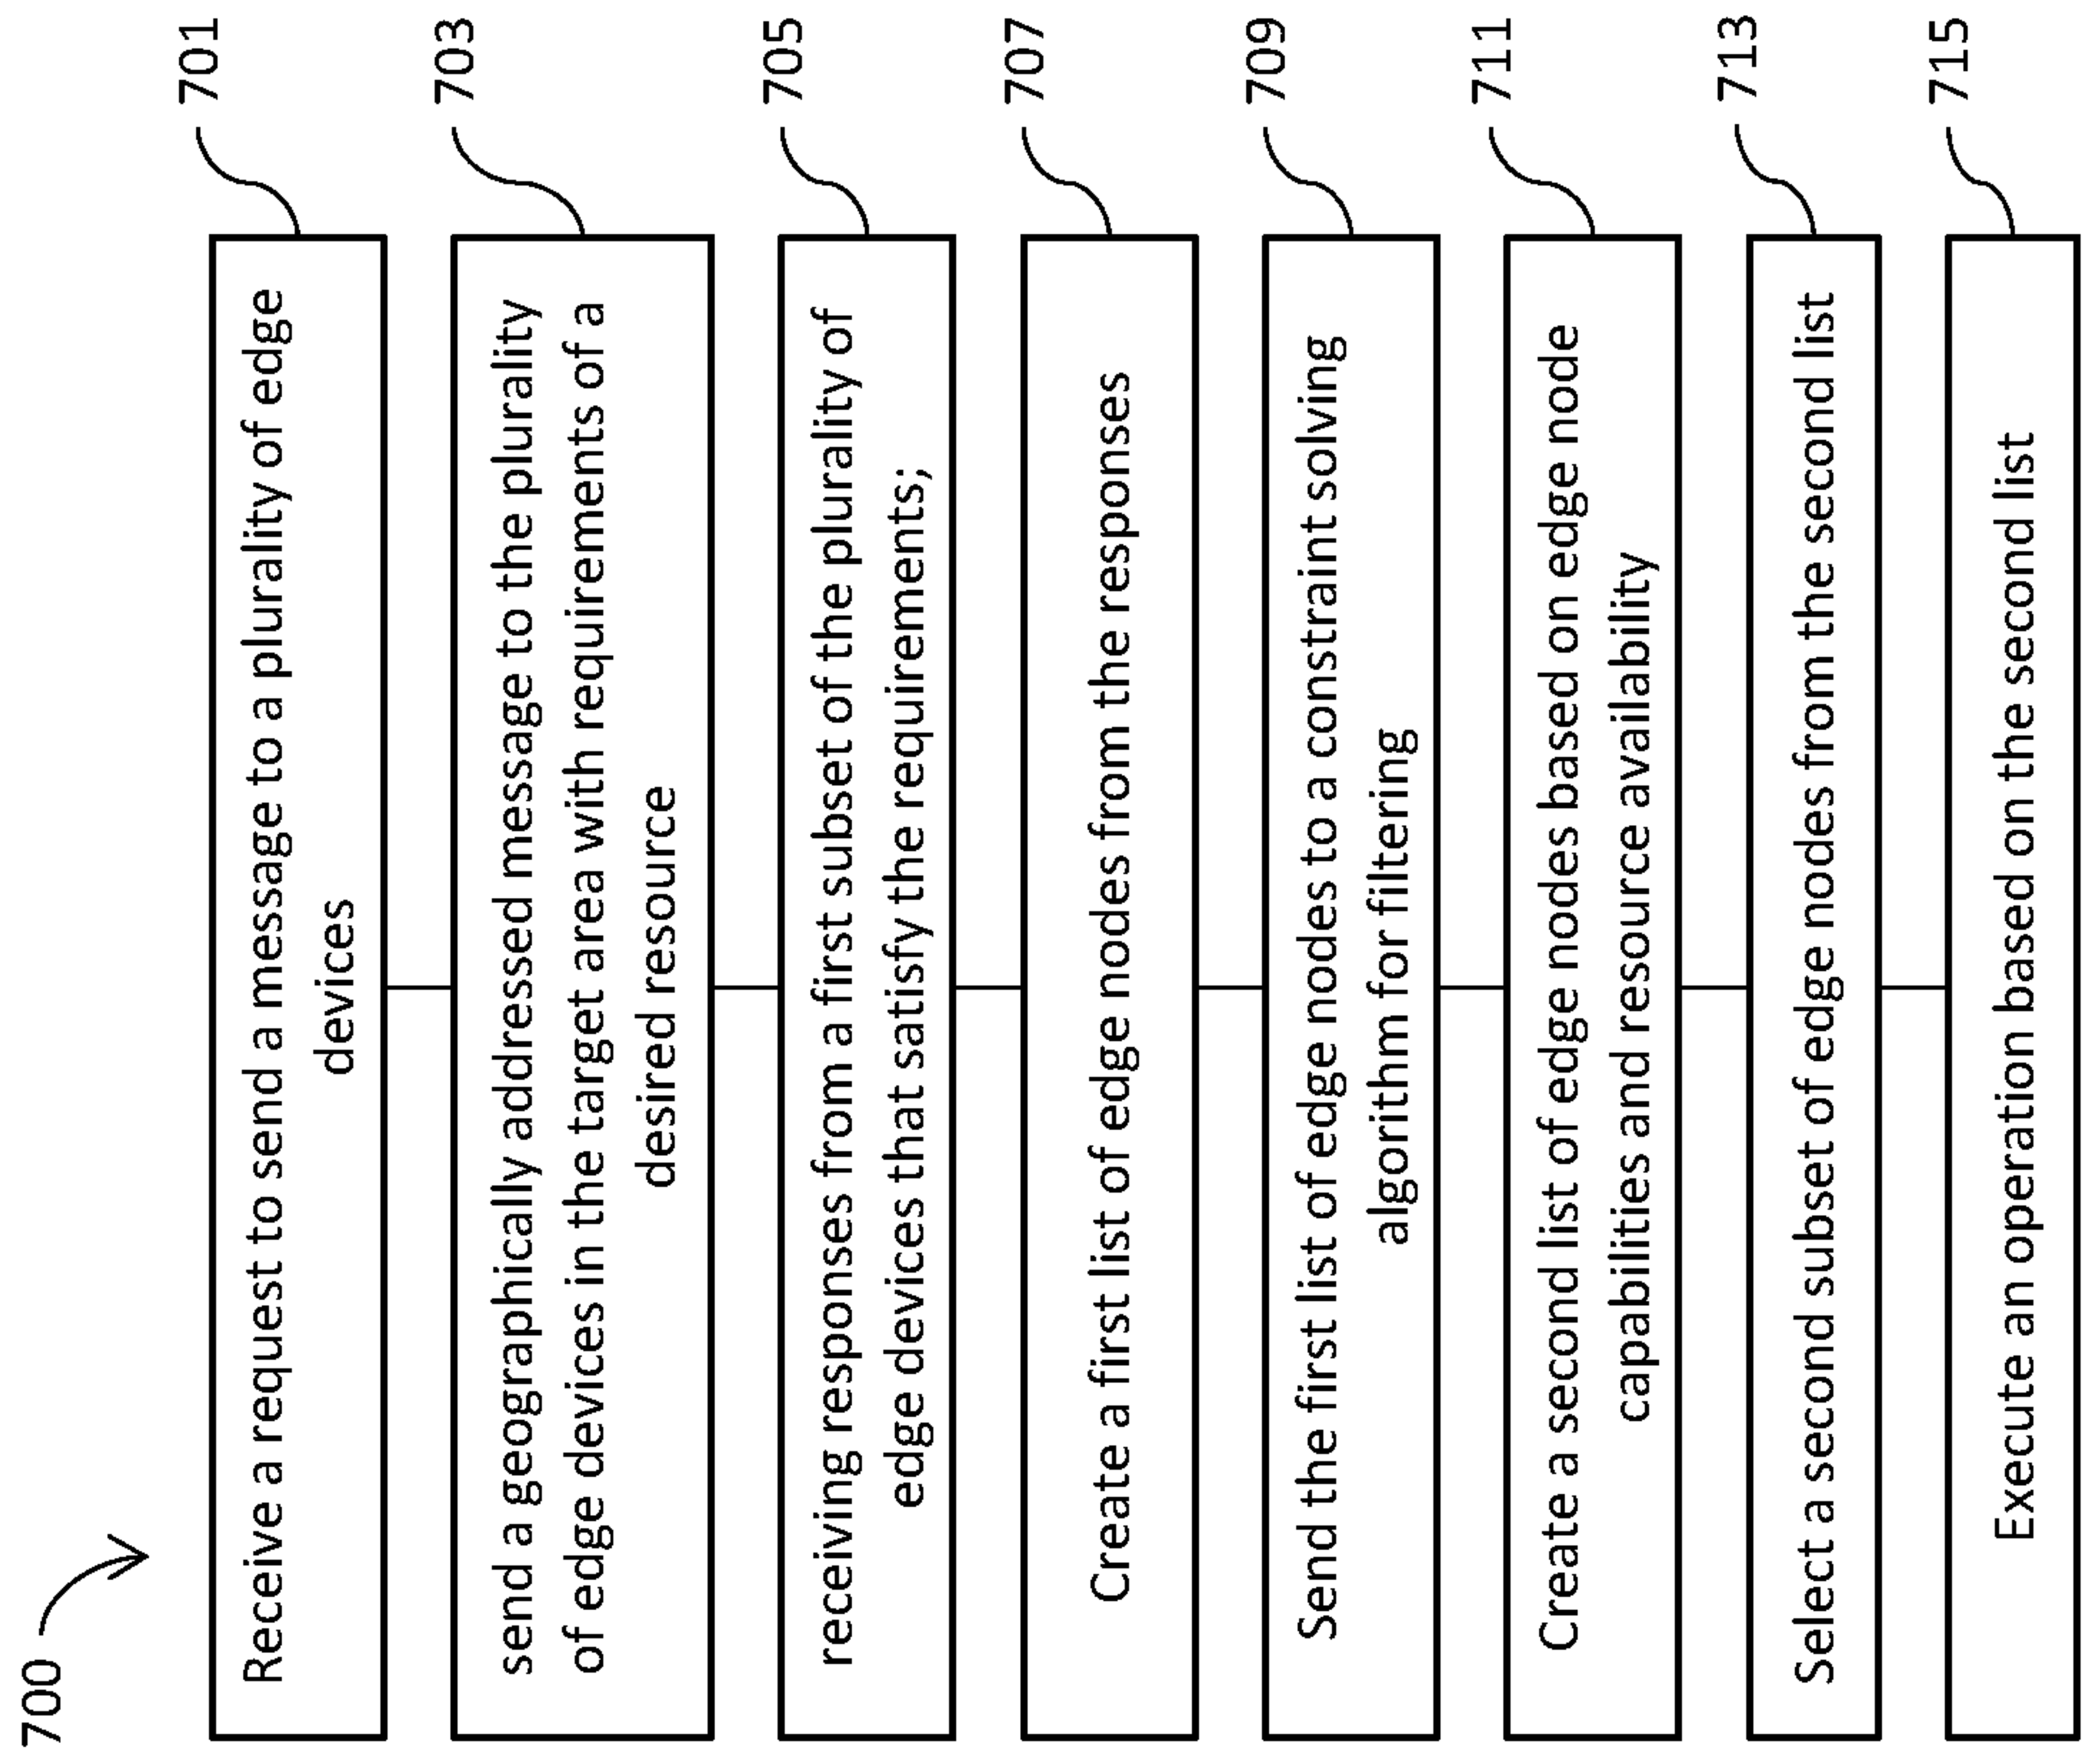 700
701
Receive a request to send a message to a plurality of edge
devices
703
send a geographically addressed message to the plurality
of edge devices in the target area with requirements of a
desired resource
705
receiving responses from a first subset of the plurality of
edge devices that satisfy the requirements;
707
Create a first list of edge nodes from the responses
709
Send the first list of edge nodes to a constraint solving
algorithm for filtering
711
Create a second list of edge nodes based on edge node
capabilities and resource availability
713
Select a second subset of edge nodes from the second list
715
Execute an operation based on the second list